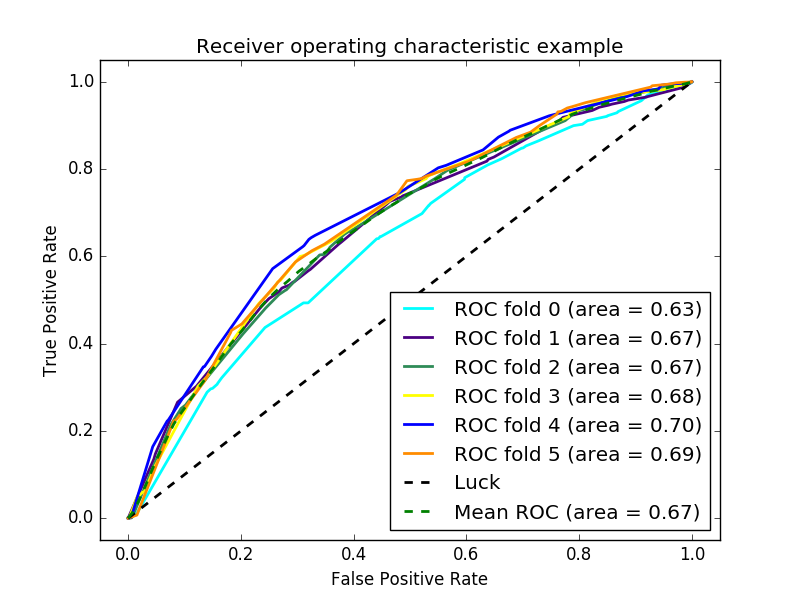 Receiver operating characteristic example
True Positive Rate
1.0
0.8
0.6
0.4
0.2
0.0
ROC fold 0 (area = 0.63)
ROC fold 1 (area = 0.67)
ROC fold 2 (area = 0.67)
ROC fold 3 (area = 0.68)
ROC fold 4 (area = 0.70)
ROC fold 5 (area = 0.69)
Luck
Mean ROC (area = 0.67)
0.0 0.2 0.4 0.6 0.8 1.0
False Positive Rate